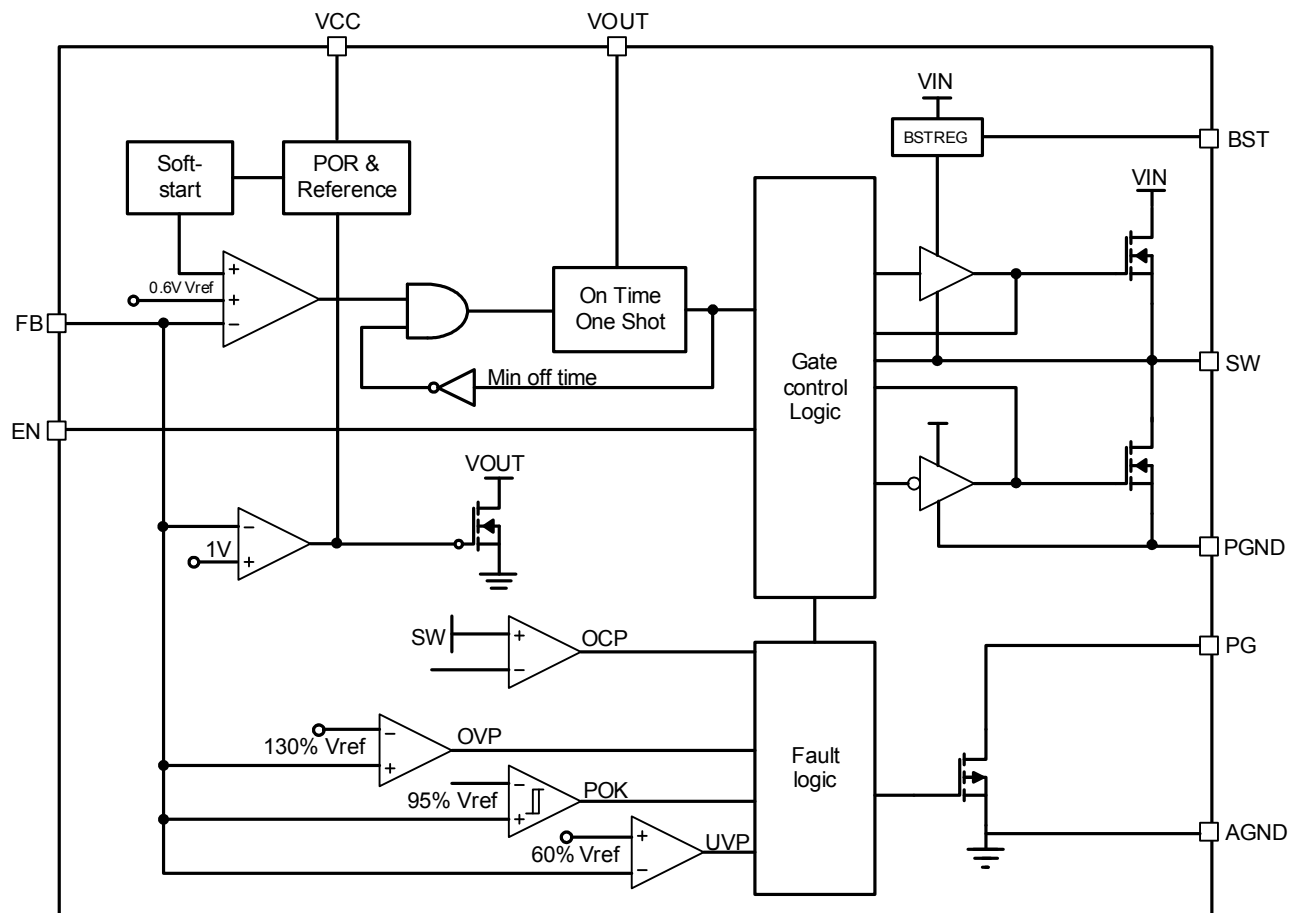 VCC
VOUT
VIN
BSTREG
BST
Soft-
start
POR &
Reference
VIN
+
0.6V Vref
+
−
FB
On Time
One Shot
Min off time
Gate
control
Logic
SW
EN
VOUT
−
1V
+
PGND
SW
+
−
OCP
PG
130% Vref
−
+
OVP
Fault
logic
95% Vref
−
+
POK
60% Vref
+
−
UVP
AGND